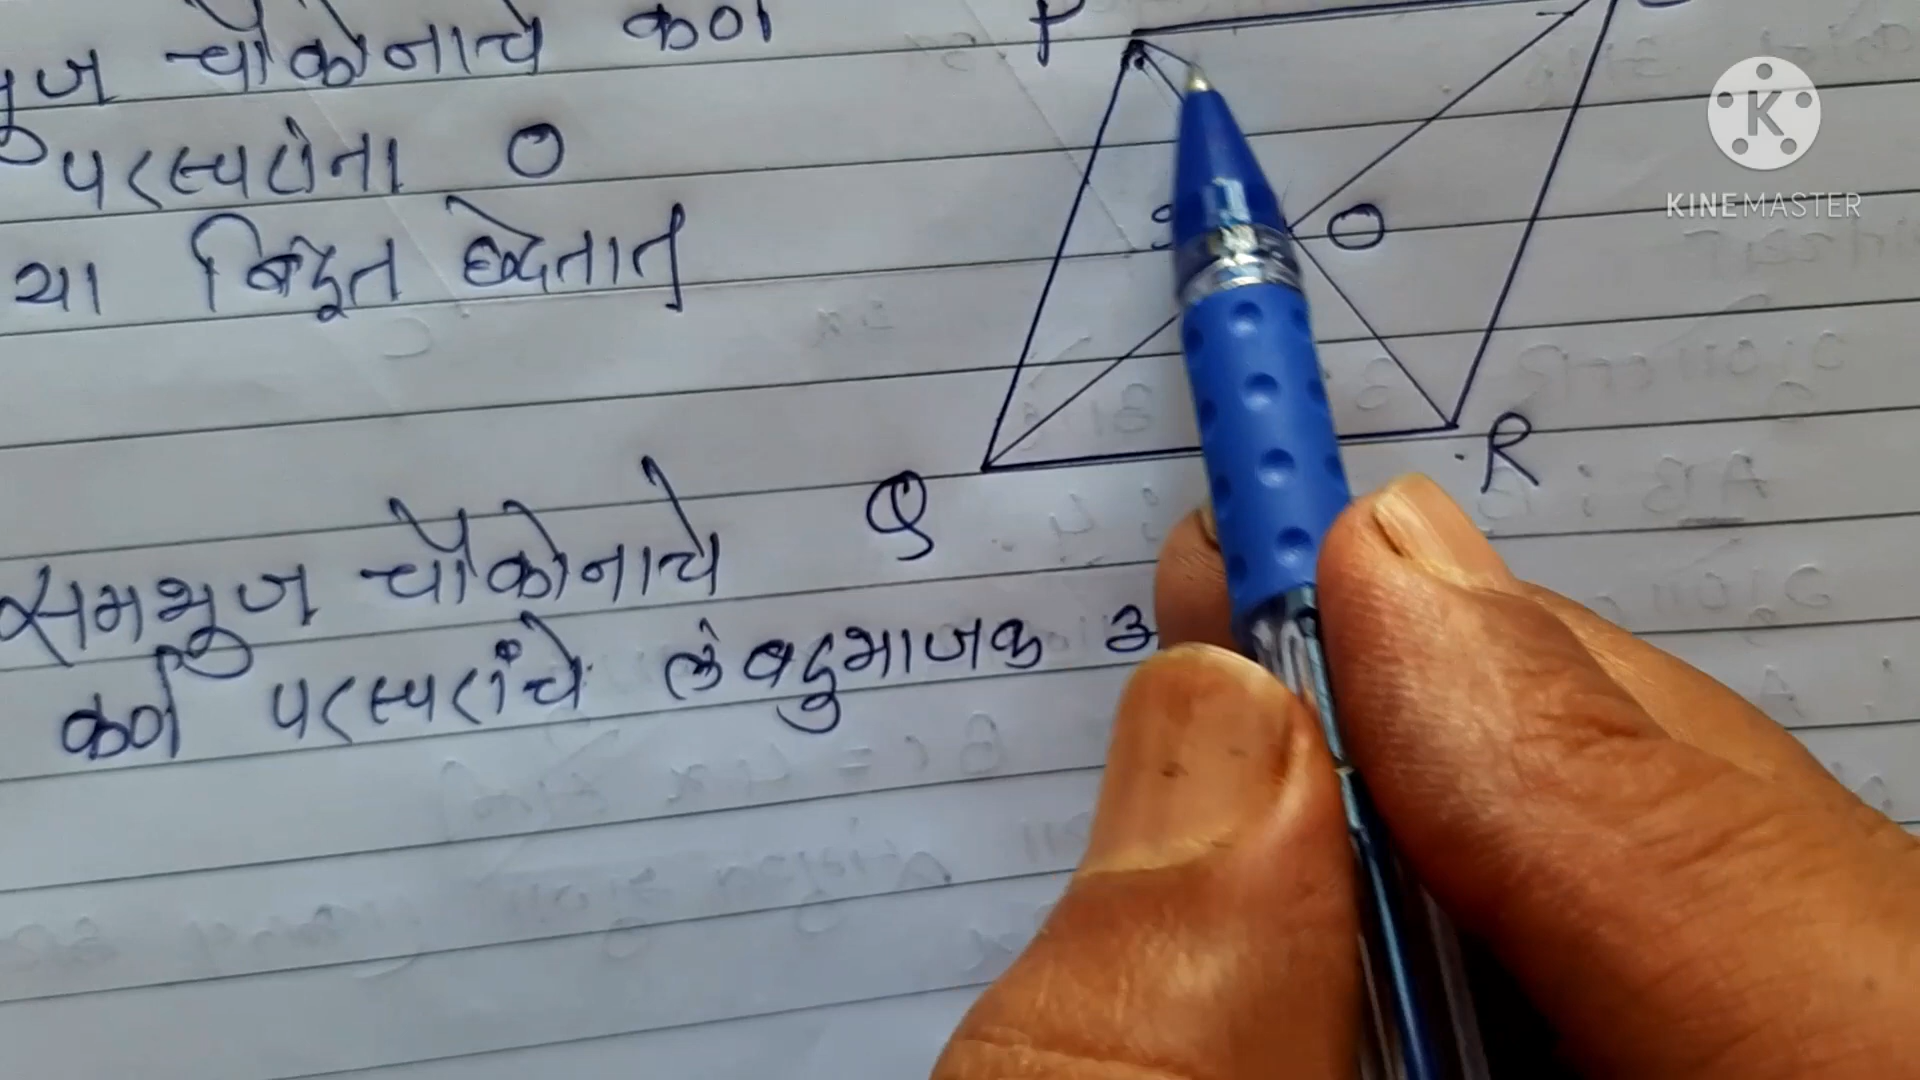 चौकोनाचे कर्ण
परस्परांना O
या बिंदूत छेदतात
समभुज चौकोनाचे
कर्ण परस्परांचे लंबदुभाजक
P
O
Q
R
K
KINEMASTER